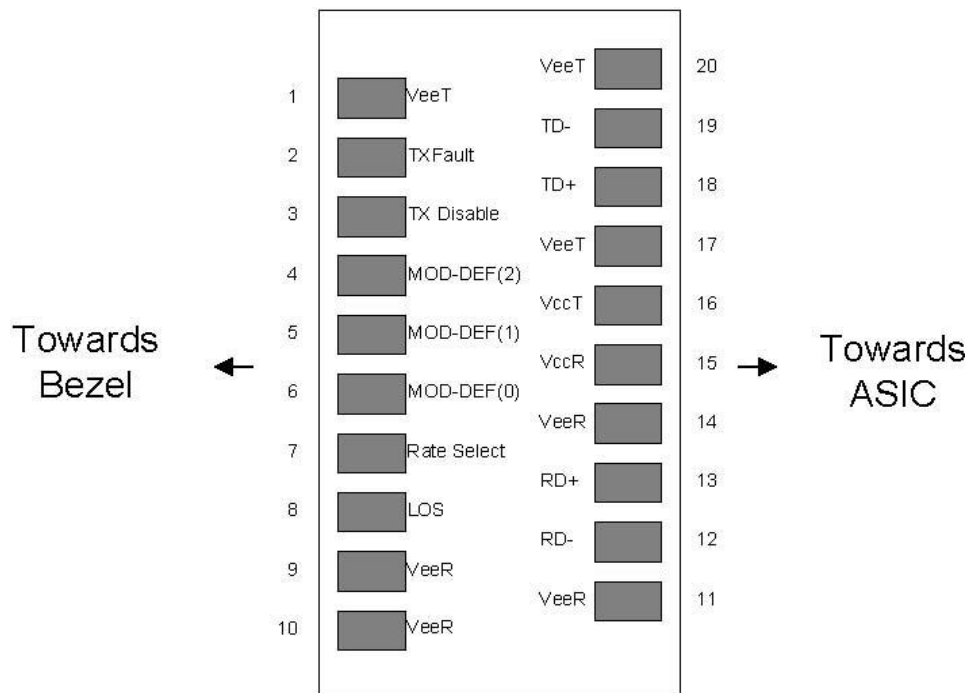 1 VeeT
2 TXFault
3 TX Disable
4 MOD-DEF(2)
5 MOD-DEF(1)
6 MOD-DEF(0)
7 Rate Select
8 LOS
9 VeeR
10 VeeR
VeeT 20
TD- 19
TD+ 18
VeeT 17
VccT 16
VccR 15
VeeR 14
RD+ 13
RD- 12
VeeR 11
Towards
Bezel
Towards
ASIC